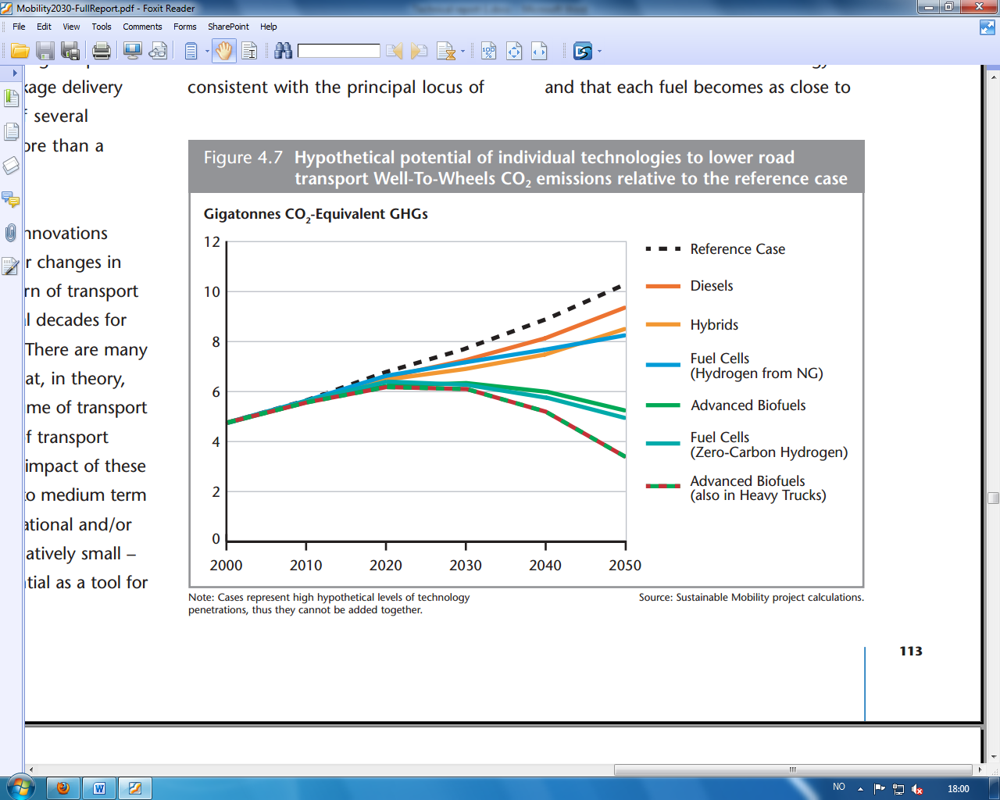 Mobility2030-FullReport.pdf - Foxit Reader
File Edit View Tools Comments Forms SharePoint Help
kage delivery
several
ore than a
nnovations
r changes in
rn of transport
l decades for
There are many
at, in theory,
me of transport
f transport
impact of these
to medium term
ational and/or
atively small –
tial as a tool for
consistent with the principal locus of
and that each fuel becomes as close to
Figure 4.7 Hypothetical potential of individual technologies to lower road
transport Well-To-Wheels CO₂ emissions relative to the reference case
Gigatonnes CO₂-Equivalent GHGs
12
10
8
6
4
2
0
2000 2010 2020 2030 2040 2050
Reference Case
Diesels
Hybrids
Fuel Cells
(Hydrogen from NG)
Advanced Biofuels
Fuel Cells
(Zero-Carbon Hydrogen)
Advanced Biofuels
(also in Heavy Trucks)
Note: Cases represent high hypothetical levels of technology
penetrations, thus they cannot be added together.
Source: Sustainable Mobility project calculations.
113
NO 18:00